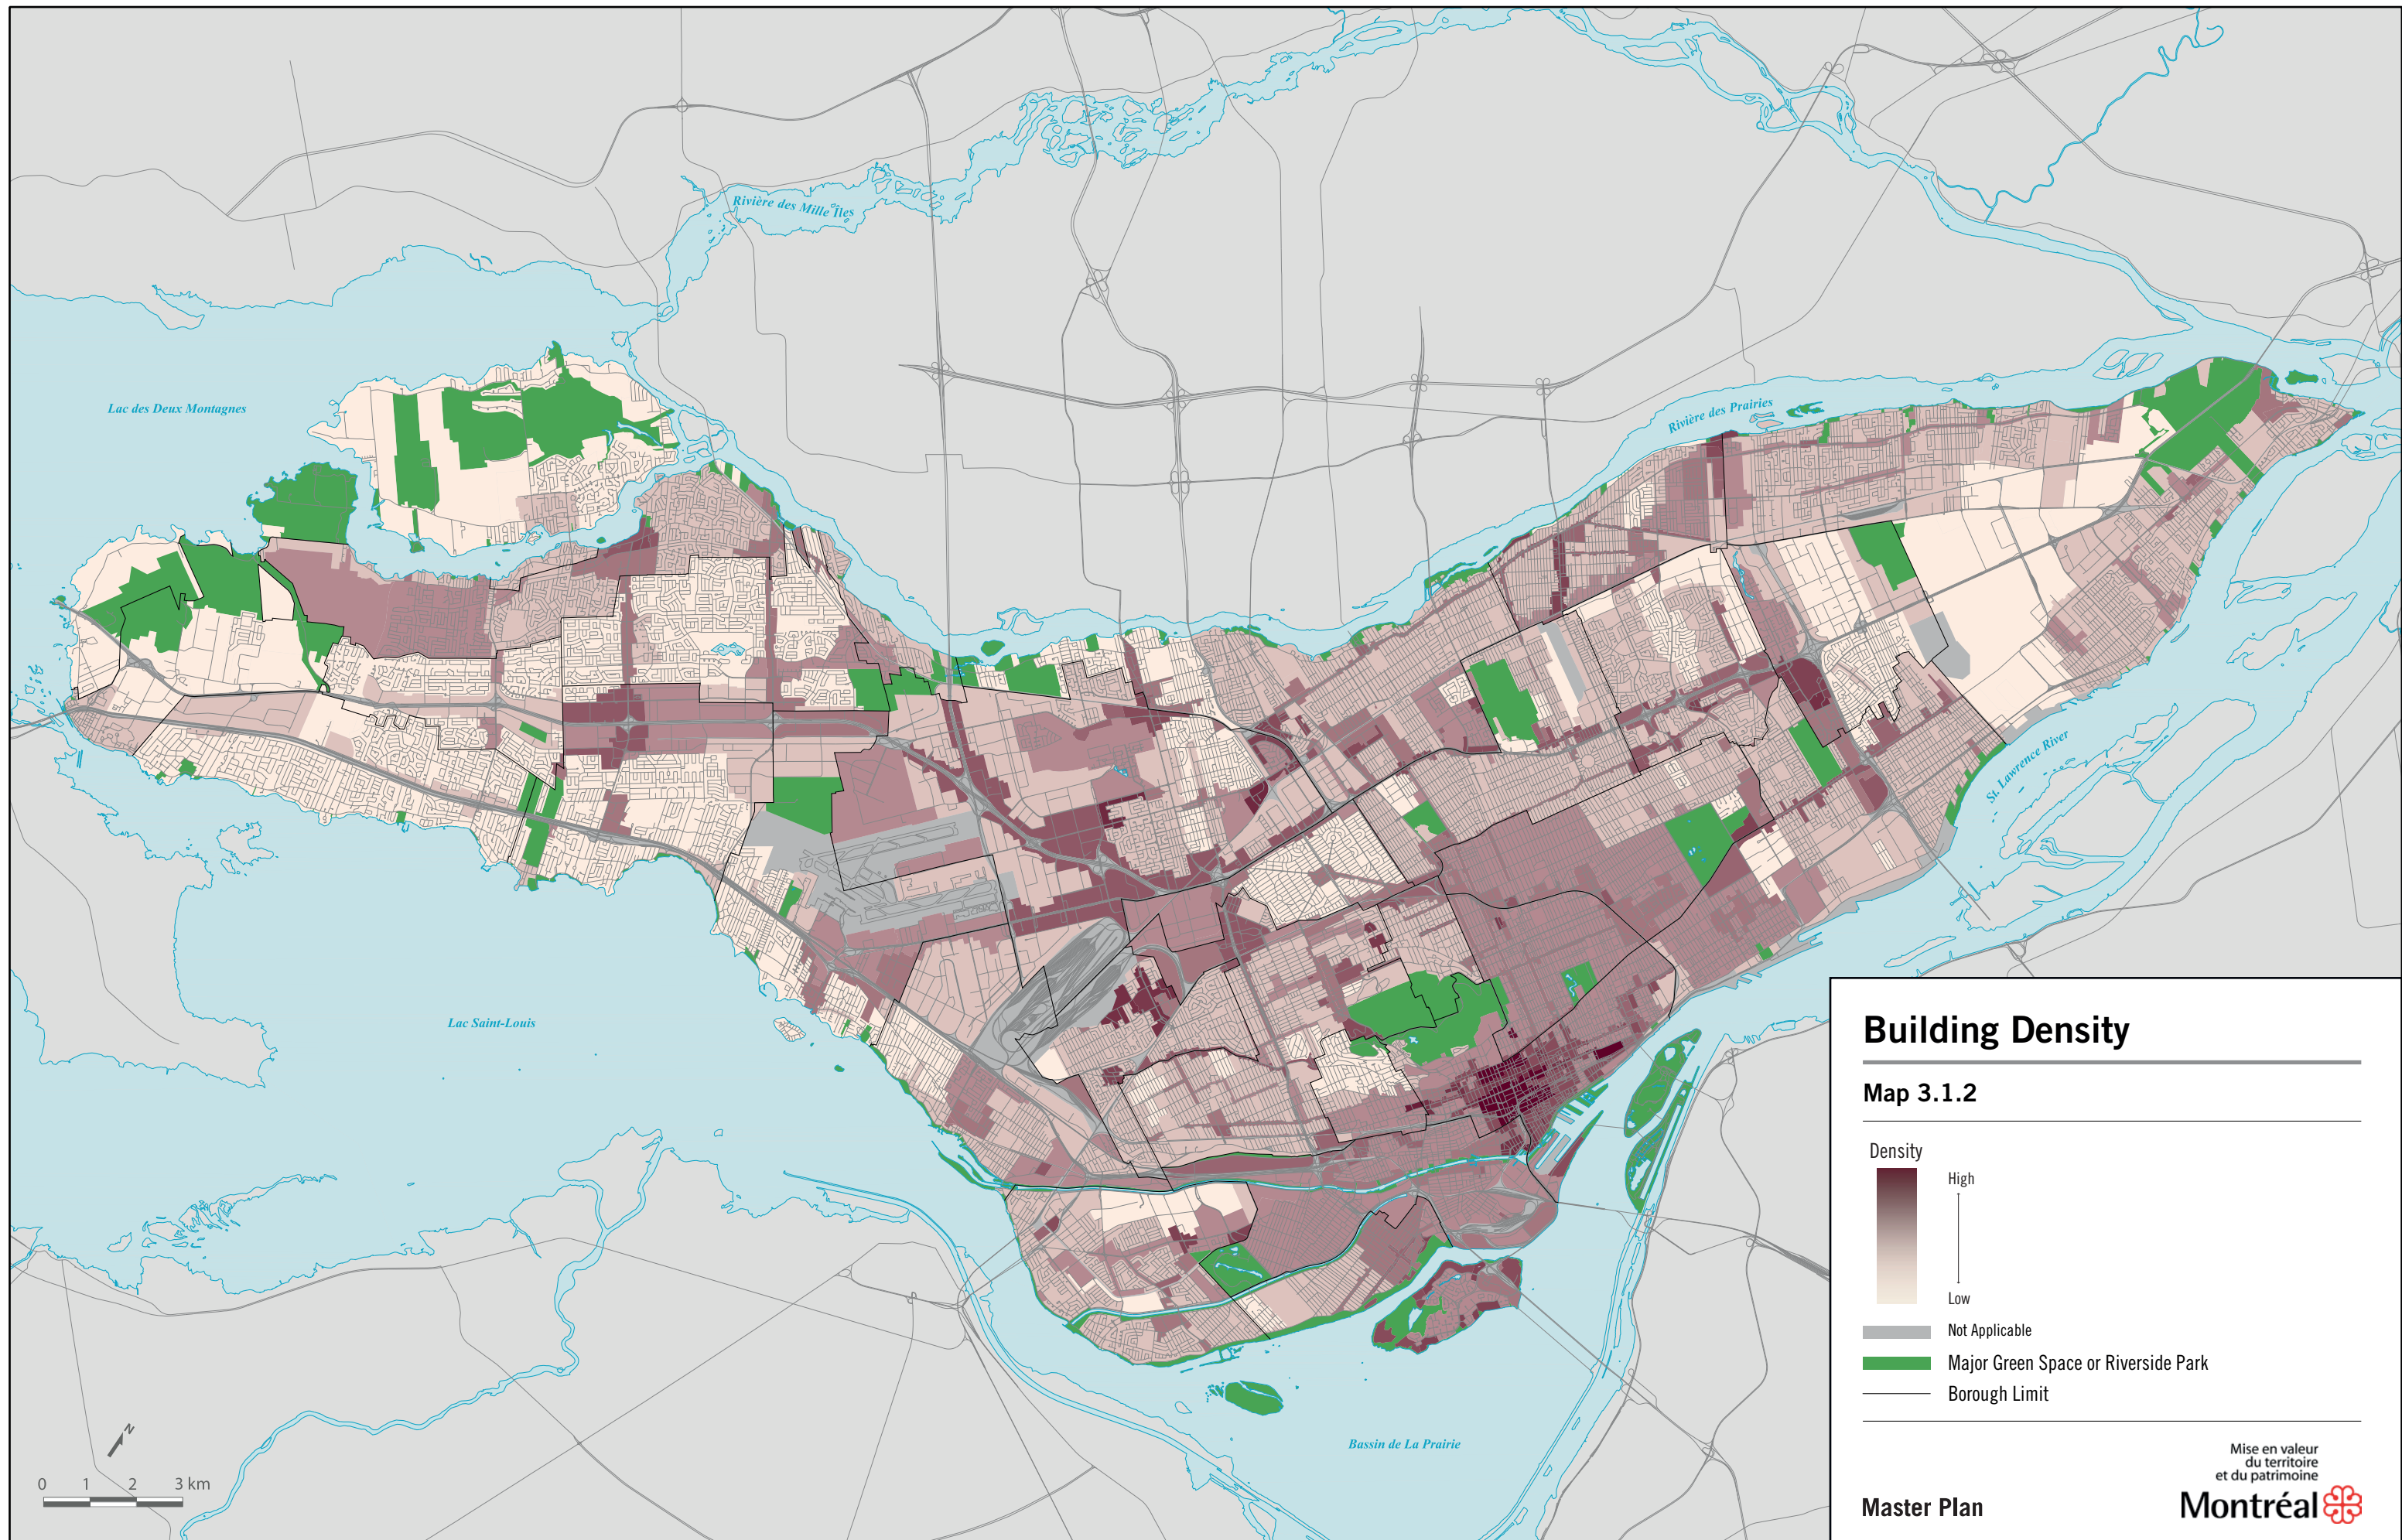 Rivière des Mille Îles
Lac des Deux Montagnes
Rivière des Prairies
St. Lawrence River
Lac Saint-Louis
Bassin de La Prairie
N
0 1 2 3 km
Building Density
Map 3.1.2
Density
High
Low
Not Applicable
Major Green Space or Riverside Park
Borough Limit
Mise en valeur
du territoire
et du patrimoine
Master Plan
Montréal